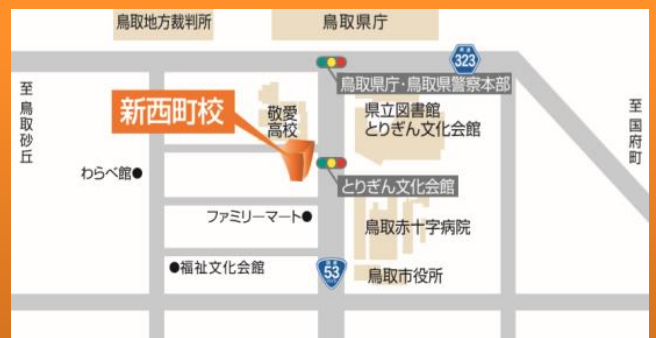 鳥取地方裁判所
鳥取県庁
323
鳥取県庁・鳥取県警察本部
至鳥取砂丘
新西町校
敬愛
高校
県立図書館
とりぎん文化会館
至国府町
わらべ館●
とりぎん文化会館
ファミリーマート●
鳥取赤十字病院
●福祉文化会館
53
鳥取市役所